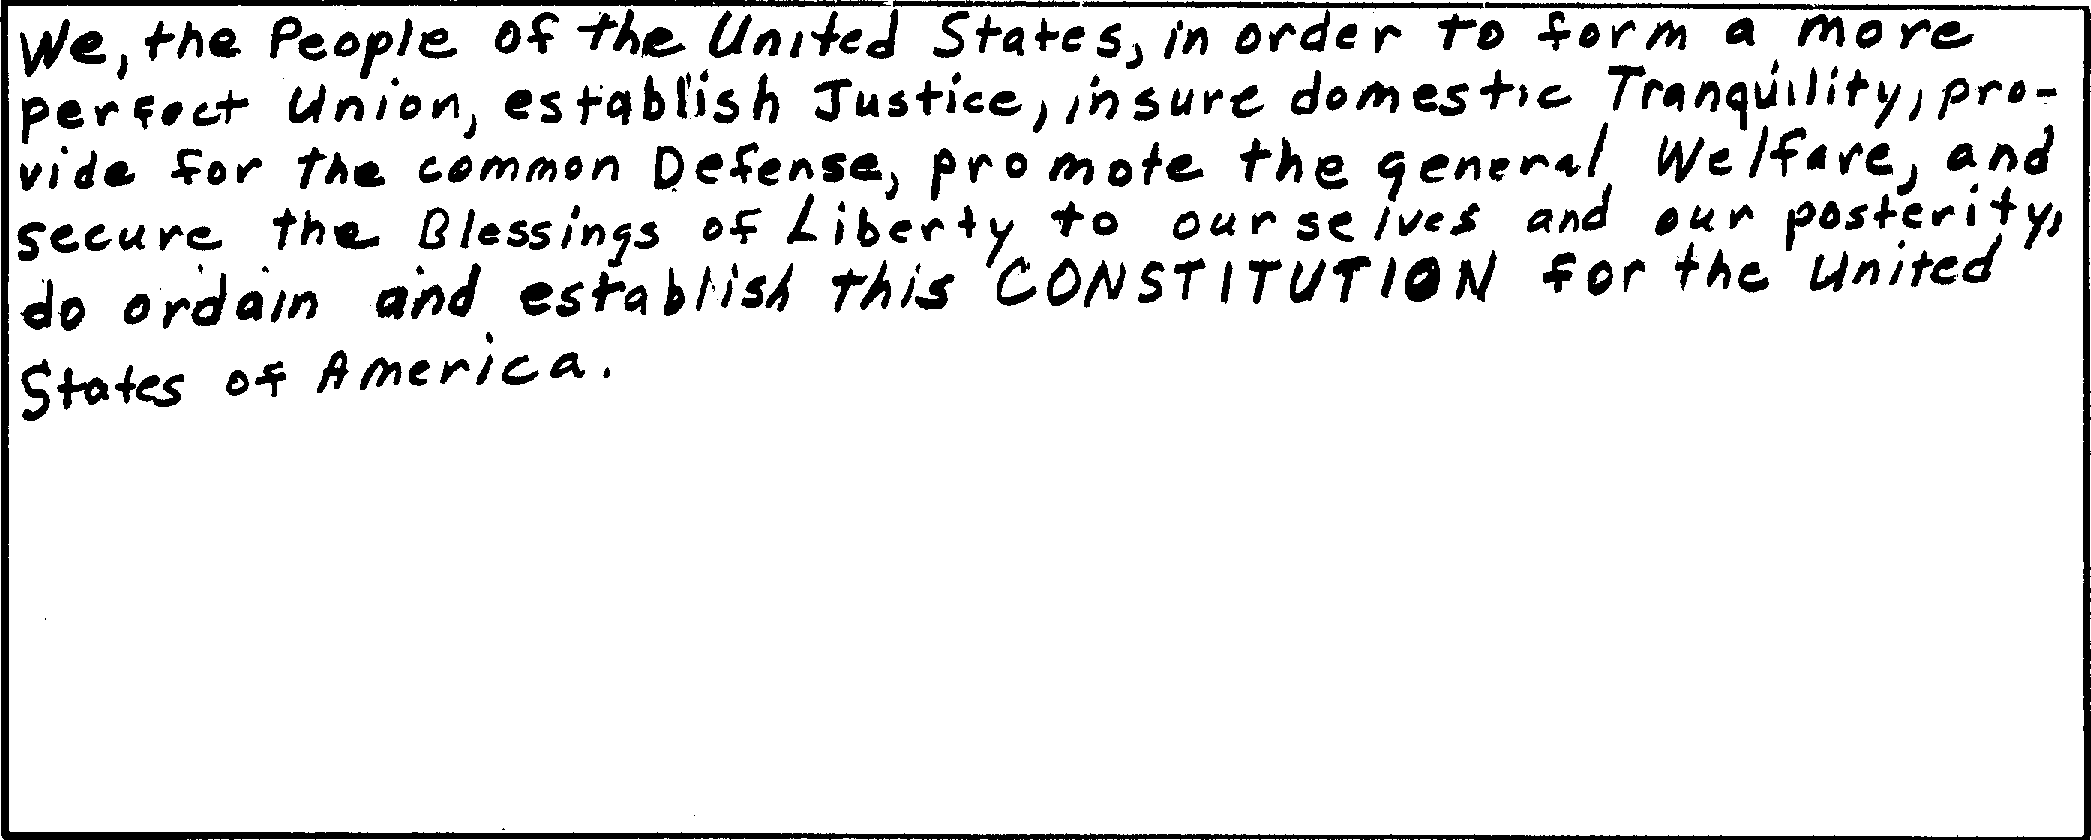 We, the People of the United States, in order to form a more
perfect Union, establish Justice, insure domestic Tranquility, pro-
vide for the common Defense, promote the general Welfare, and
secure the Blessings of Liberty to ourselves and our posterity,
do ordain and establish this CONSTITUTION for the United
States of America.